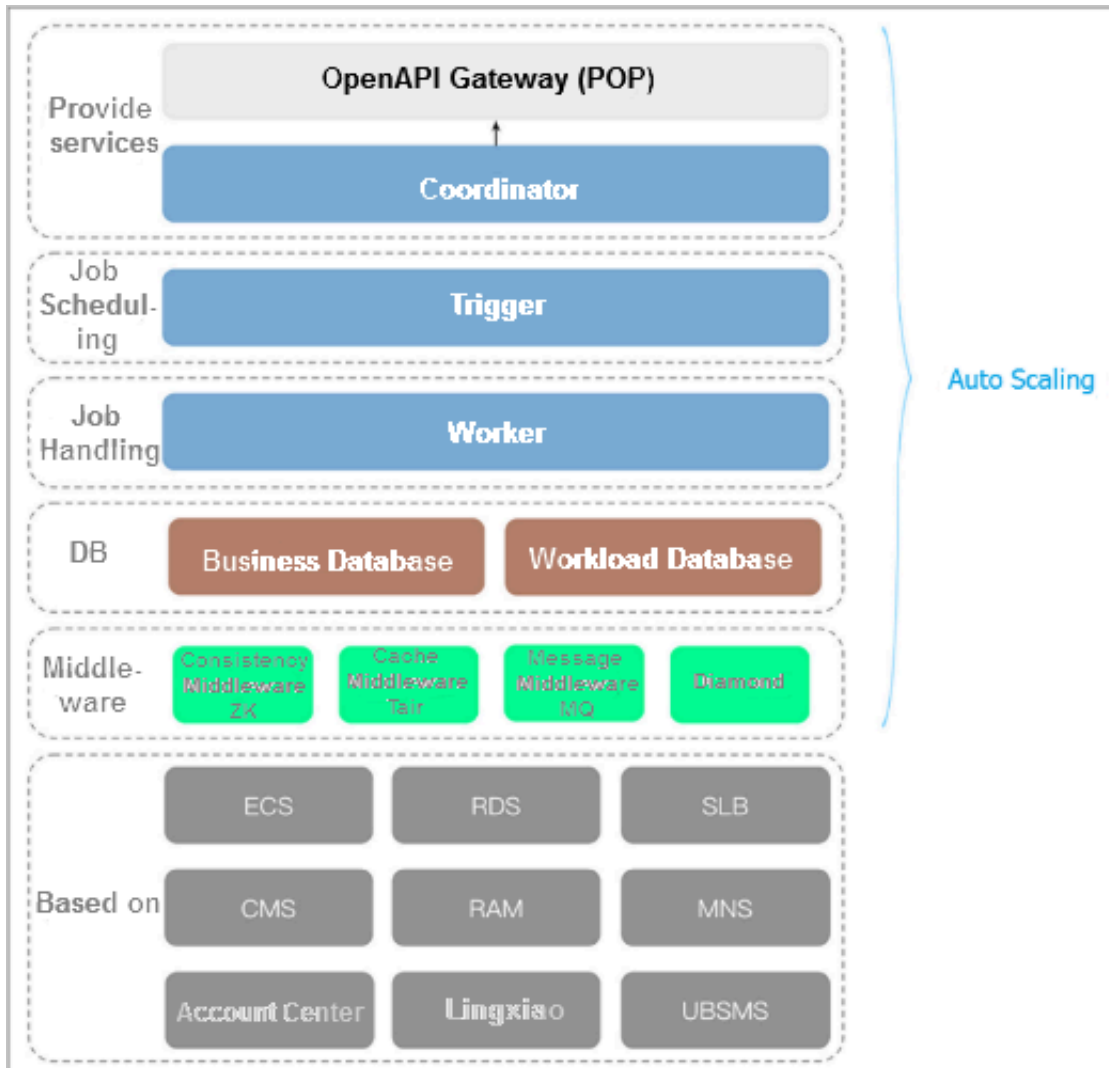 OpenAPI Gateway (POP)
Provide
services
Coordinator
Job
Schedul-
ing
Trigger
Job
Handling
Worker
Auto Scaling
DB
Business Database
Workload Database
Middle-
ware
Consistency
Middleware
ZK
Cache
Middleware
Tair
Message
Middleware
MQ
Diamond
Based on
ECS
RDS
SLB
CMS
RAM
MNS
Account Center
Lingxiao
UBSMS